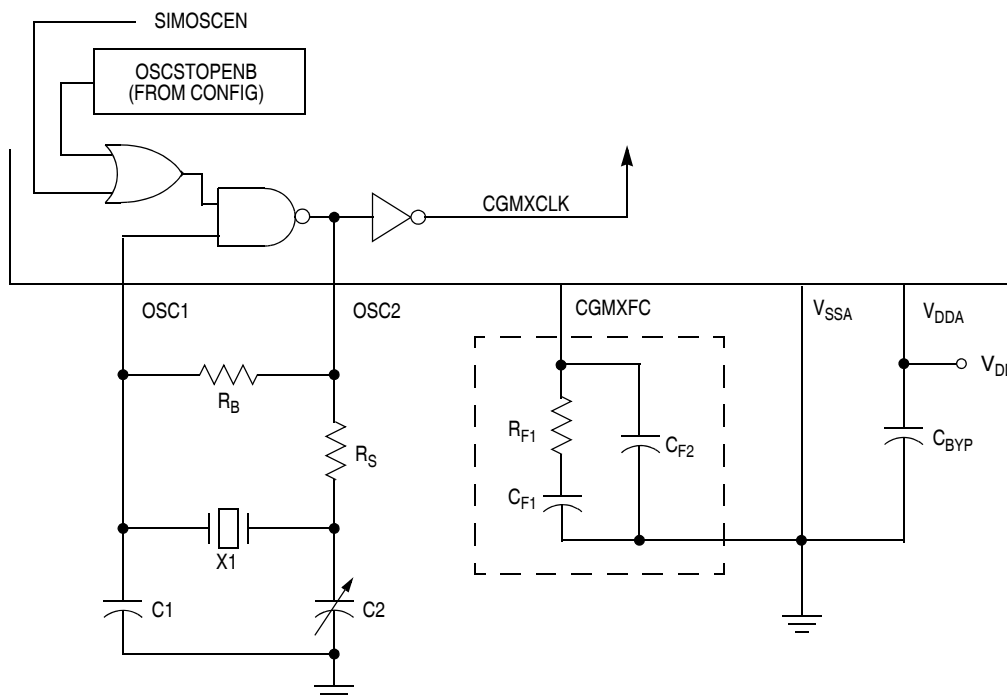 SIMOSCEN
OSCSTOPENB
(FROM CONFIG)
CGMXCLK
OSC1
OSC2
CGMXFC
VSSA
VDDA
RB
RS
X1
C1
C2
RF1
CF1
CF2
CBYP